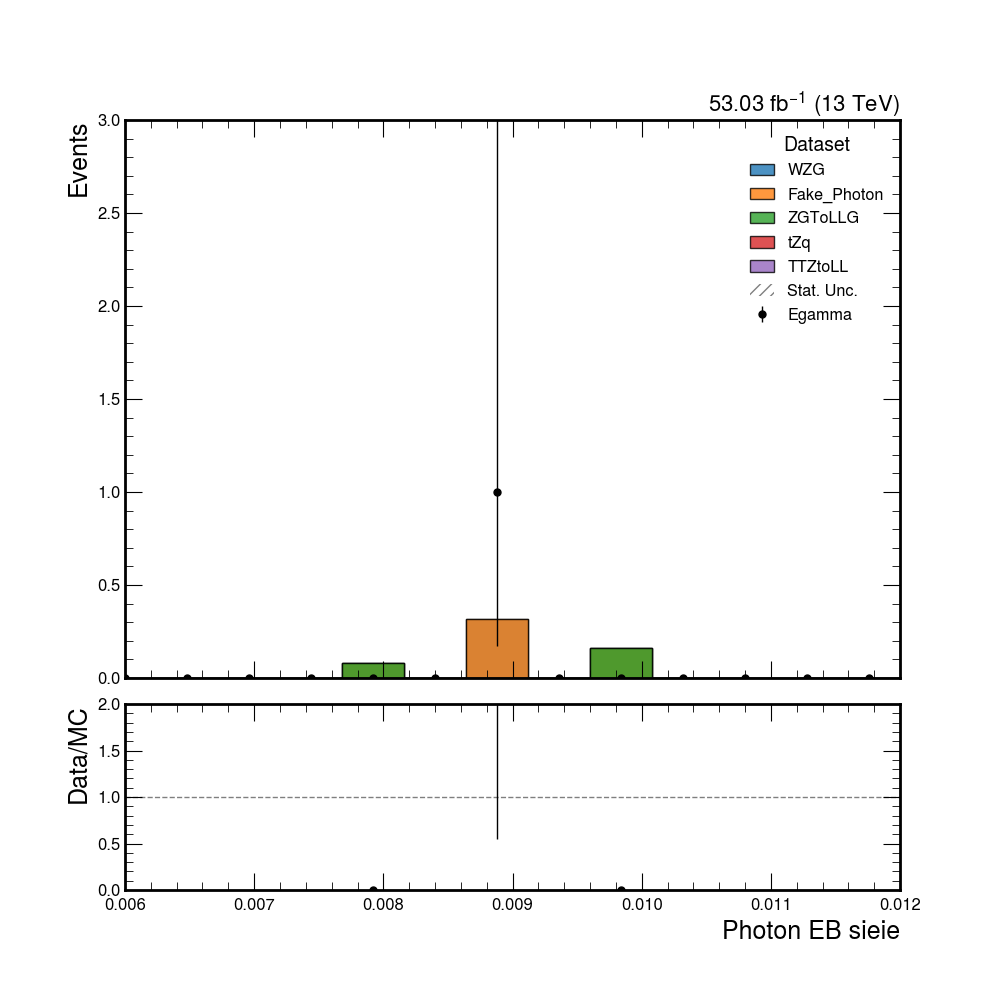 53.03 fb⁻¹ (13 TeV)
Events
3.0
2.5
2.0
1.5
1.0
0.5
0.0
Dataset
WZG
Fake_Photon
ZGToLLG
tZq
TTZtoLL
Stat. Unc.
Egamma
Data/MC
2.0
1.5
1.0
0.5
0.0
0.006 0.007 0.008 0.009 0.010 0.011 0.012
Photon EB sieie